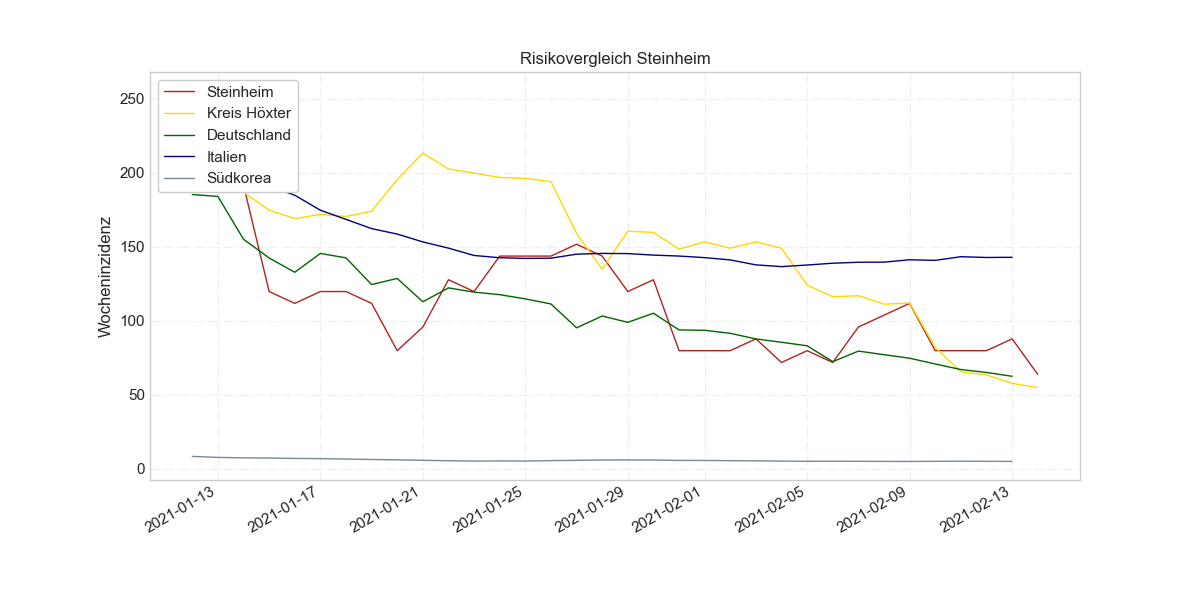 Risikovergleich Steinheim
Wocheninzidenz
250
200
150
100
50
0
Steinheim
Kreis Höxter
Deutschland
Italien
Südkorea
2021-01-13
2021-01-17
2021-01-21
2021-01-25
2021-01-29
2021-02-01
2021-02-05
2021-02-09
2021-02-13